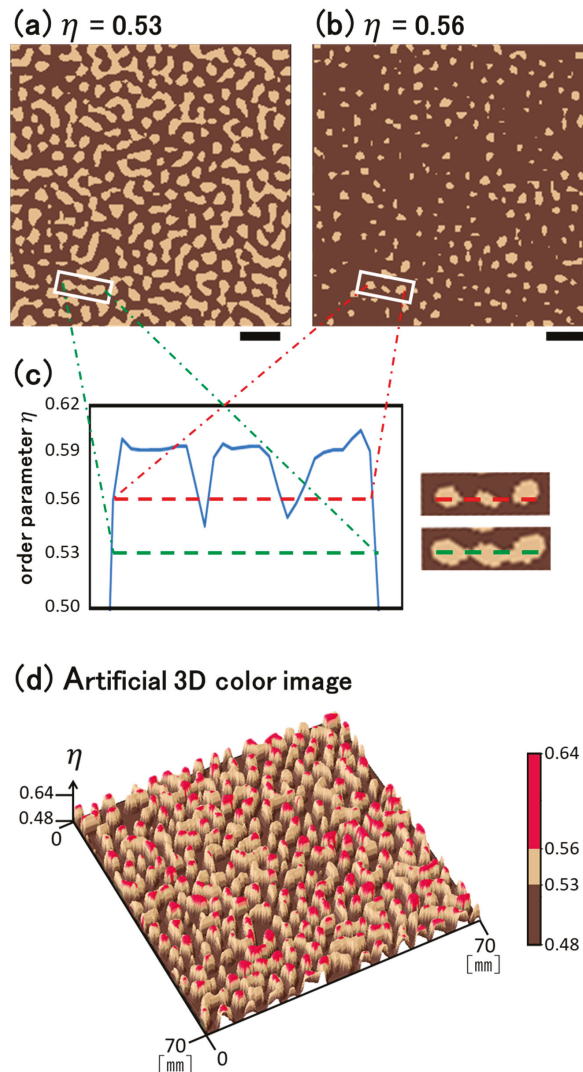 (a) η = 0.53
(b) η = 0.56
(c)
0.62
0.59
0.56
0.53
0.50
order parameter η
(d) Artificial 3D color image
η
0.64
0.48
0
70
[mm]
0
70
[mm]
0.64
0.56
0.53
0.48